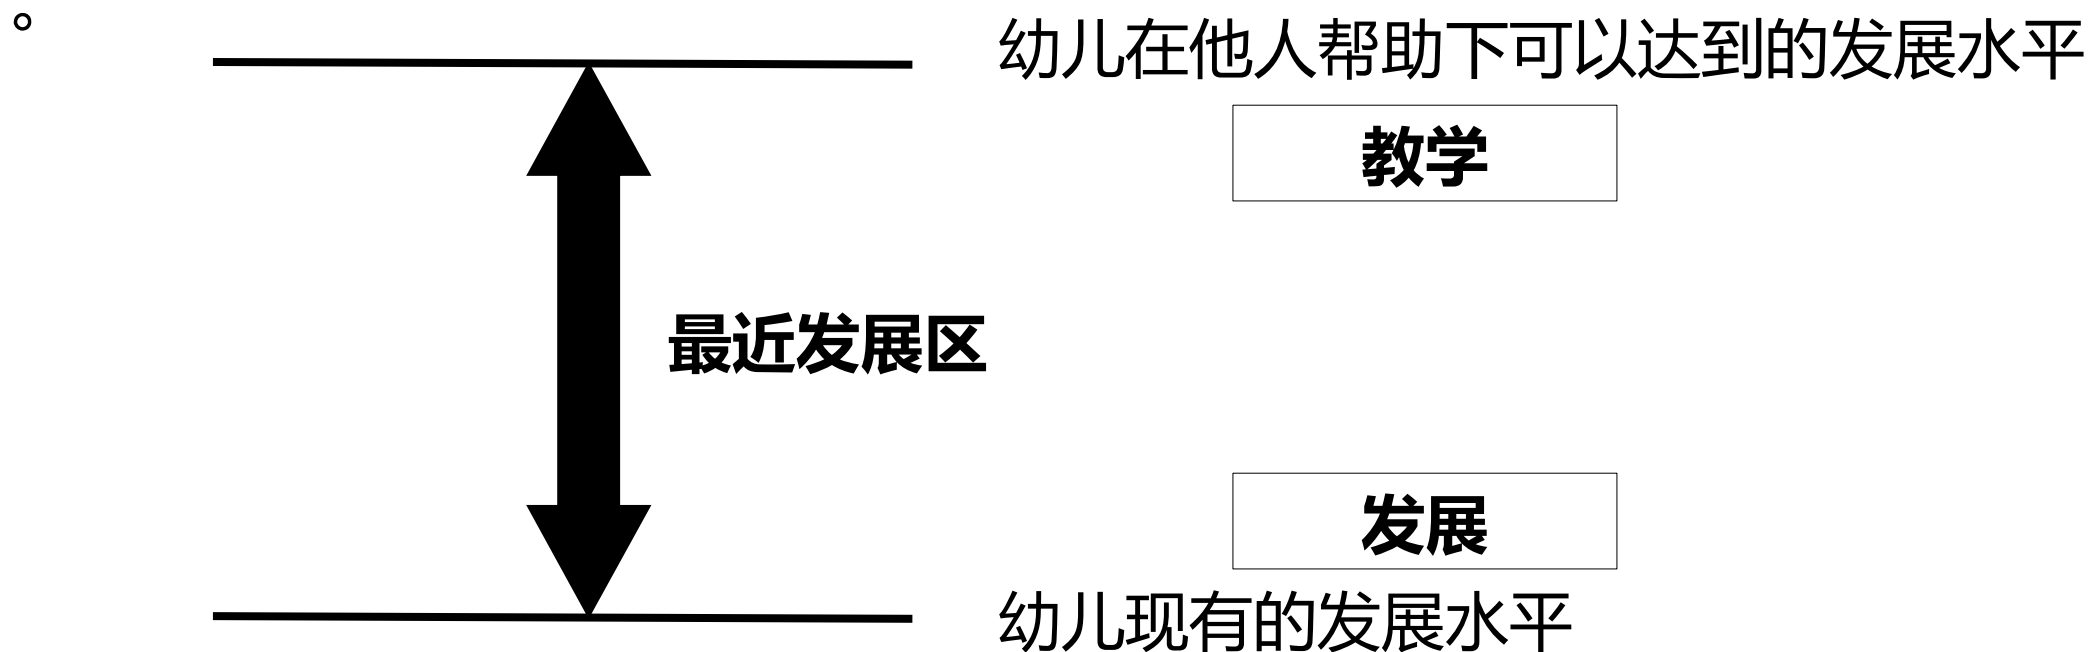 。
幼儿在他人帮助下可以达到的发展水平
教学
最近发展区
发展
幼儿现有的发展水平